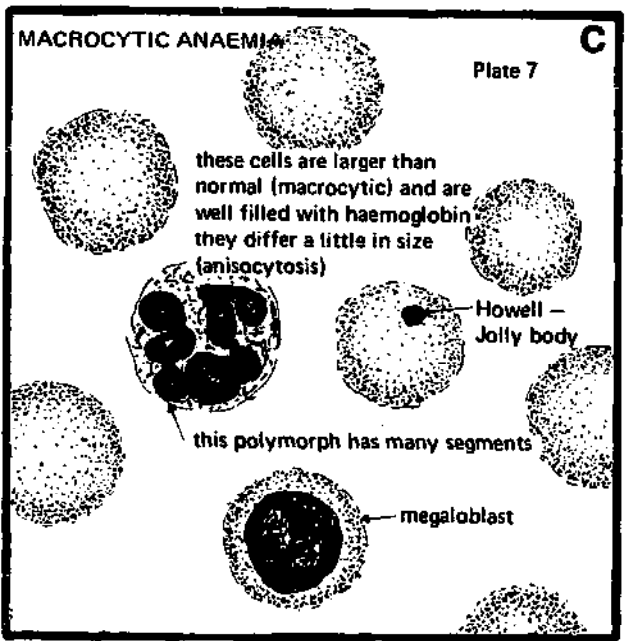 MACROCYTIC ANAEMIA
C
Plate 7
these cells are larger than
normal (macrocytic) and are
well filled with haemoglobin
they differ a little in size
(anisocytosis)
Howell –
Jolly body
this polymorph has many segments
megaloblast